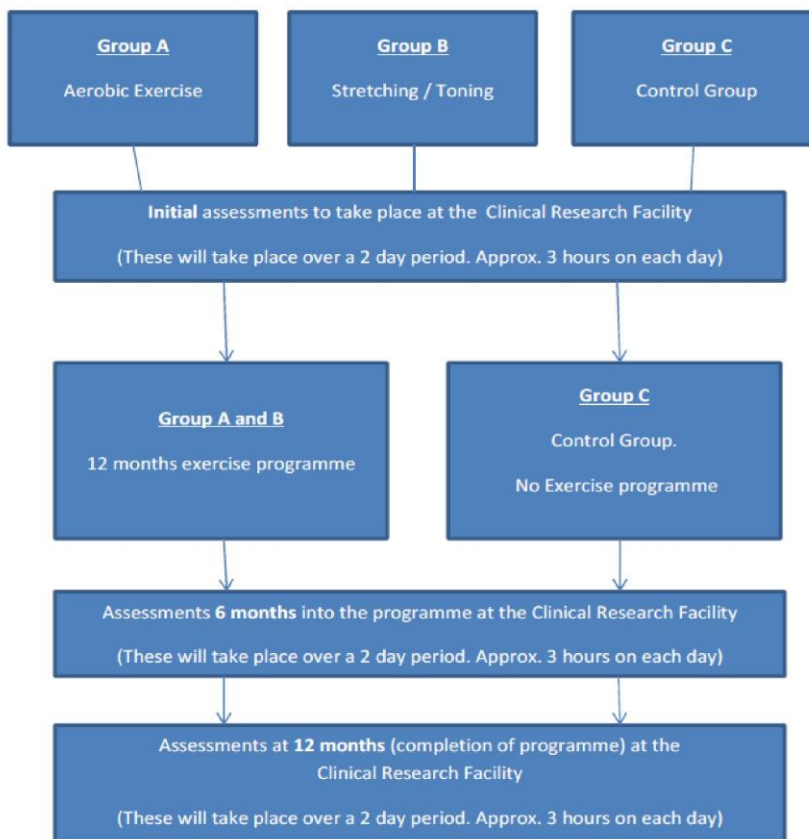 Group A
Aerobic Exercise
Group B
Stretching / Toning
Group C
Control Group
Initial assessments to take place at the Clinical Research Facility
(These will take place over a 2 day period. Approx. 3 hours on each day)
Group A and B
12 months exercise programme
Group C
Control Group.
No Exercise programme
Assessments 6 months into the programme at the Clinical Research Facility
(These will take place over a 2 day period. Approx. 3 hours on each day)
Assessments at 12 months (completion of programme) at the
Clinical Research Facility
(These will take place over a 2 day period. Approx. 3 hours on each day)